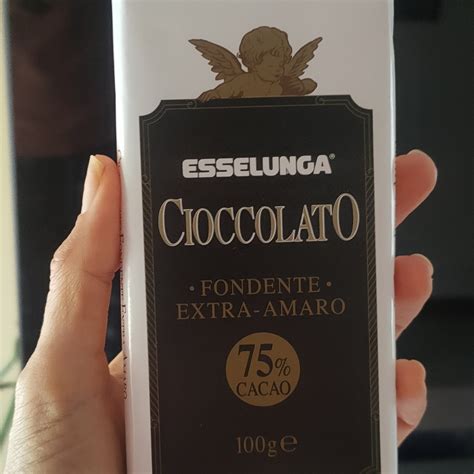 ESSELUNGA®
CIOCCOLATO
· FONDENTE ·
EXTRA-AMARO
75%
CACAO
100g ℮